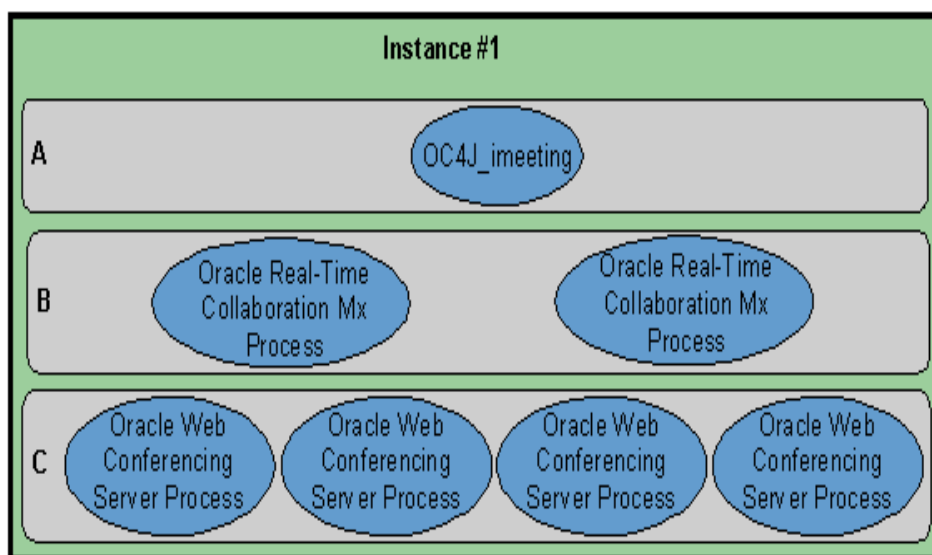 Instance #1
A
OC4J_imeeting
B
Oracle Real-Time
Collaboration Mx
Process
Oracle Real-Time
Collaboration Mx
Process
C
Oracle Web
Conferencing
Server Process
Oracle Web
Conferencing
Server Process
Oracle Web
Conferencing
Server Process
Oracle Web
Conferencing
Server Process